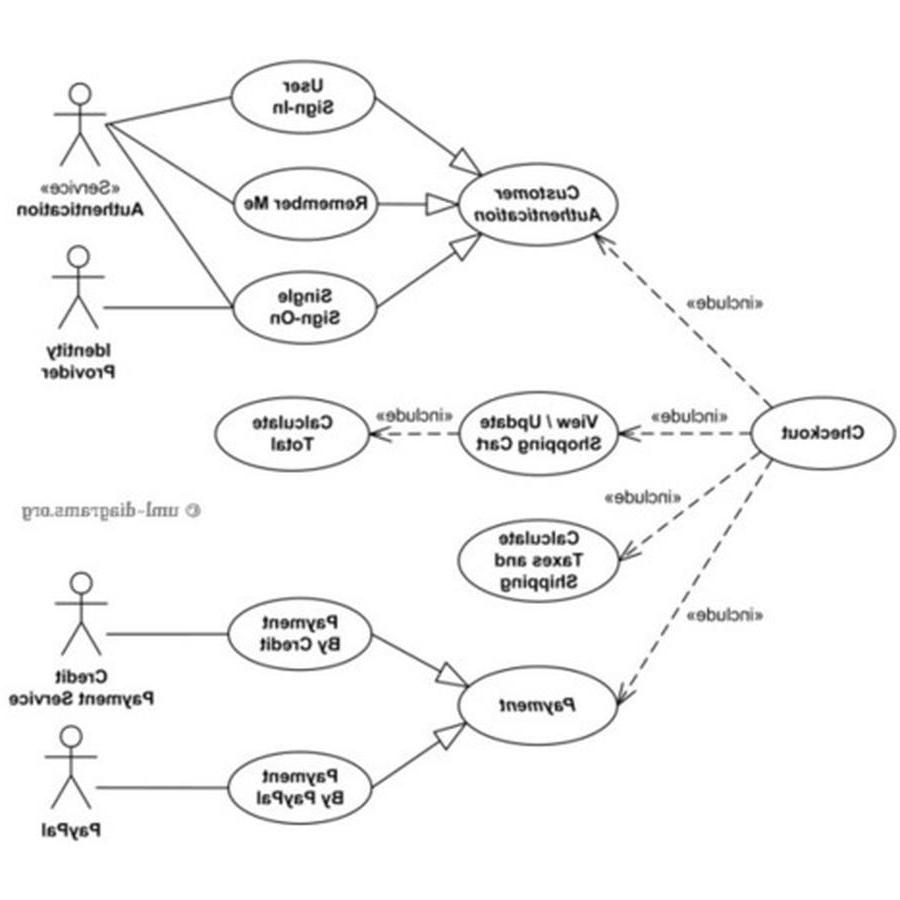 User
Sign-In
«Service»
Authentication
Remember Me
Customer
Authentication
Identity
Provider
Single
Sign-On
«include»
Calculate
Total
«include»
View / Update
Shopping Cart
«include»
Checkout
© uml-diagrams.org
«include»
Calculate
Taxes and
Shipping
Payment
By Credit
«include»
Credit
Payment Service
Payment
Payment
By PayPal
PayPal